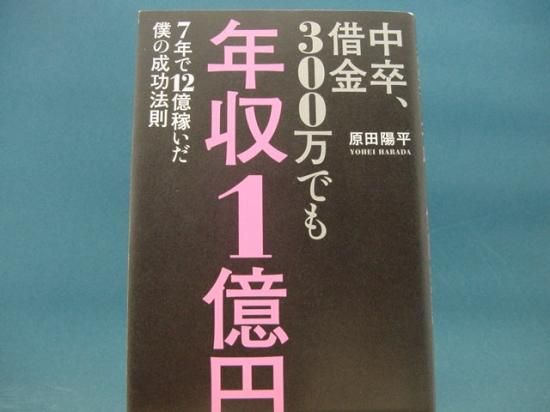 中卒、
借金
300万でも
年収1億円
7年で12億稼いだ
僕の成功法則
原田陽平
YOHEI HARADA